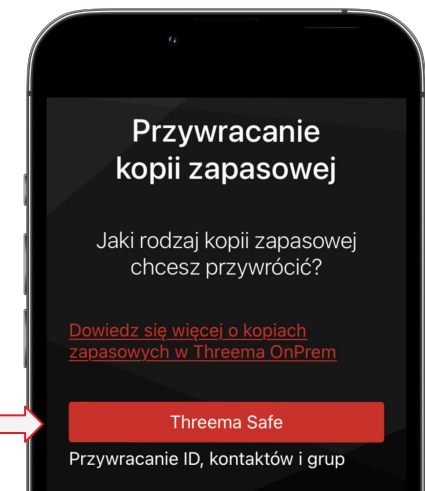 Przywracanie
kopii zapasowej
Jaki rodzaj kopii zapasowej
chcesz przywrócić?
Dowiedz się więcej o kopiach
zapasowych w Threema OnPrem
Threema Safe
Przywracanie ID, kontaktów i grup